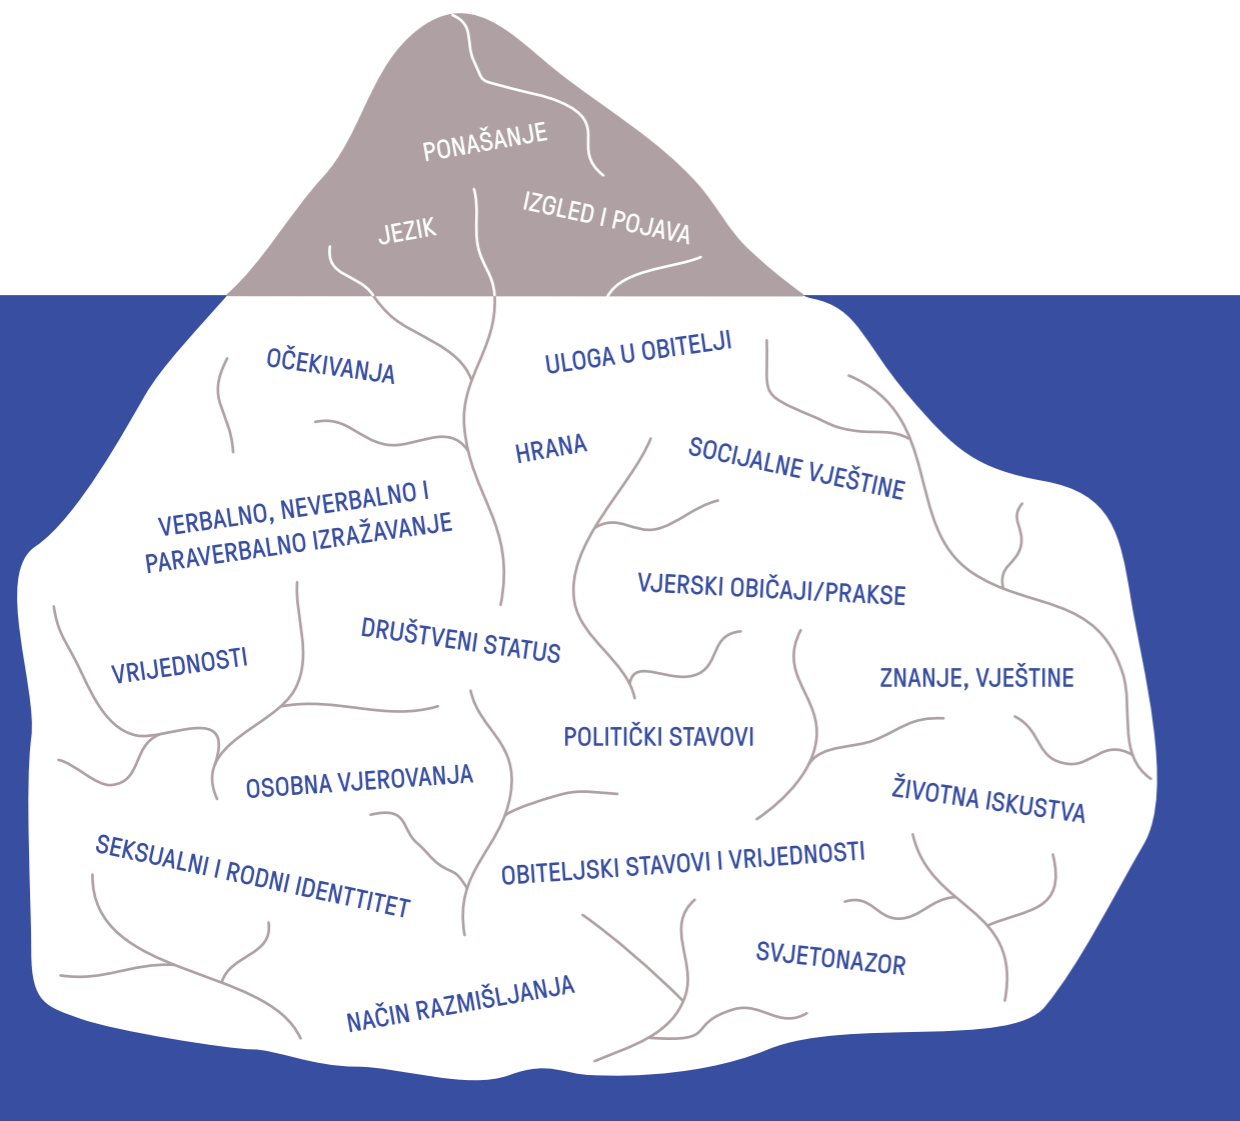 PONAŠANJE
IZGLED I POJAVA
JEZIK
OČEKIVANJA
ULOGA U OBITELJI
HRANA
SOCIJALNE VJEŠTINE
VERBALNO, NEVERBALNO I
PARAVERBALNO IZRAŽAVANJE
VJERSKI OBIČAJI/PRAKSE
DRUŠTVENI STATUS
VRIJEDNOSTI
ZNANJE, VJEŠTINE
POLITIČKI STAVOVI
OSOBNA VJEROVANJA
ŽIVOTNA ISKUSTVA
SEKSUALNI I RODNI IDENTTITET
OBITELJSKI STAVOVI I VRIJEDNOSTI
SVJETONAZOR
NAČIN RAZMIŠLJANJA